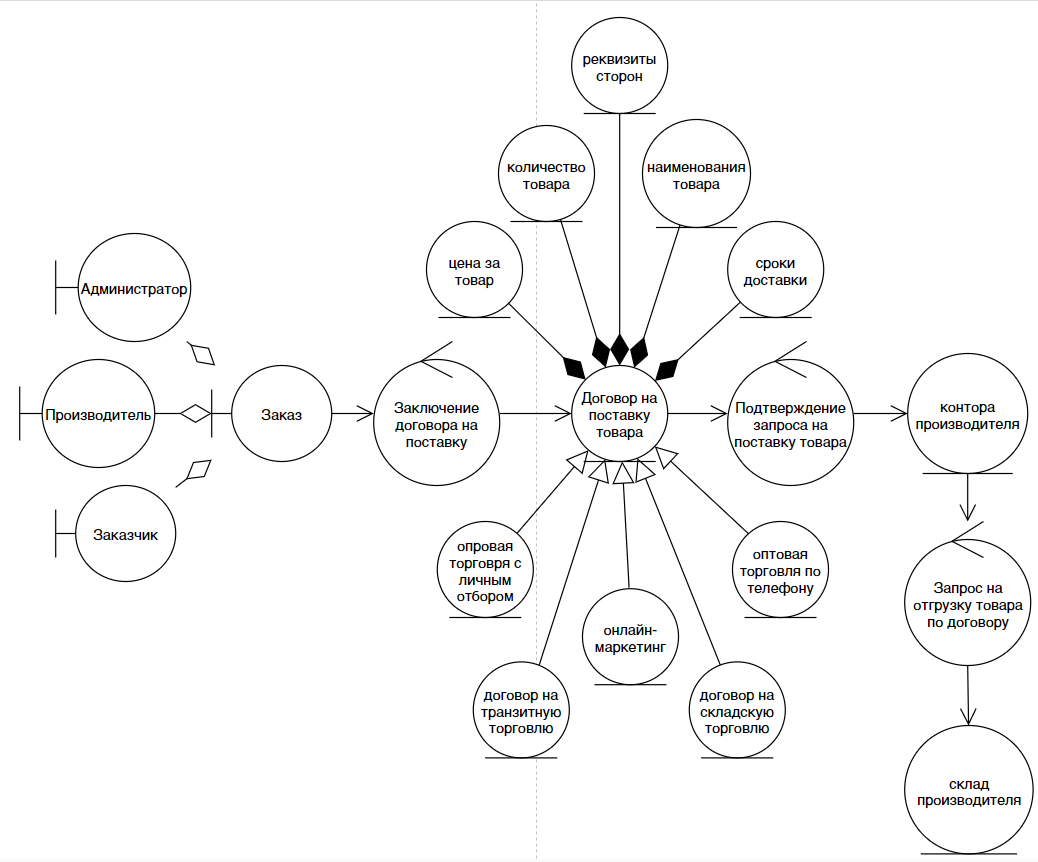 реквизиты
сторон
количество
товара
наименования
товара
цена за
товар
сроки
доставки
Администратор
Производитель
Заказ
Заключение
договора на
поставку
Договор на
поставку
товара
Подтверждение
запроса на
поставку товара
контора
производителя
Заказчик
опровая
торговря с
личным
отбором
оптовая
торговля по
телефону
Запрос на
отгрузку товара
по договору
онлайн-
маркетинг
договор на
транзитную
торговлю
договор на
складскую
торговлю
склад
производителя